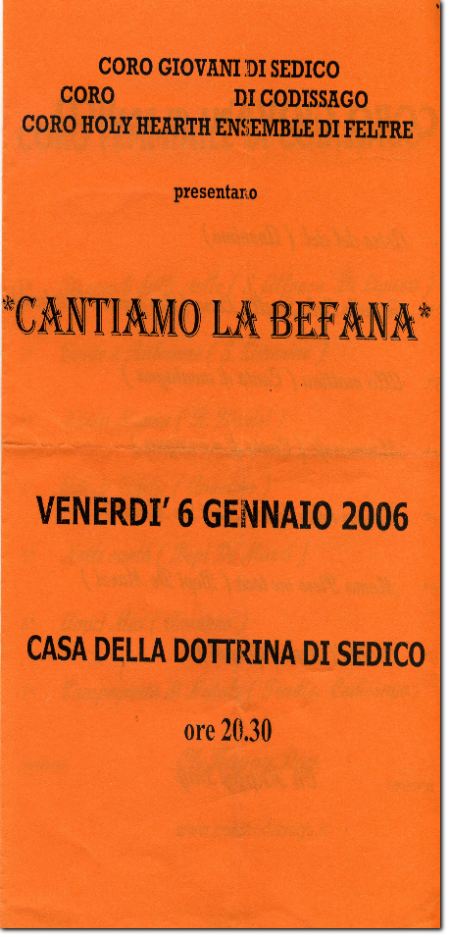 CORO GIOVANI DI SEDICO
CORO DI CODISSAGO
CORO HOLY HEARTH ENSEMBLE DI FELTRE
presentano
*CANTIAMO LA BEFANA*
VENERDI’ 6 GENNAIO 2006
CASA DELLA DOTTRINA DI SEDICO
ore 20.30